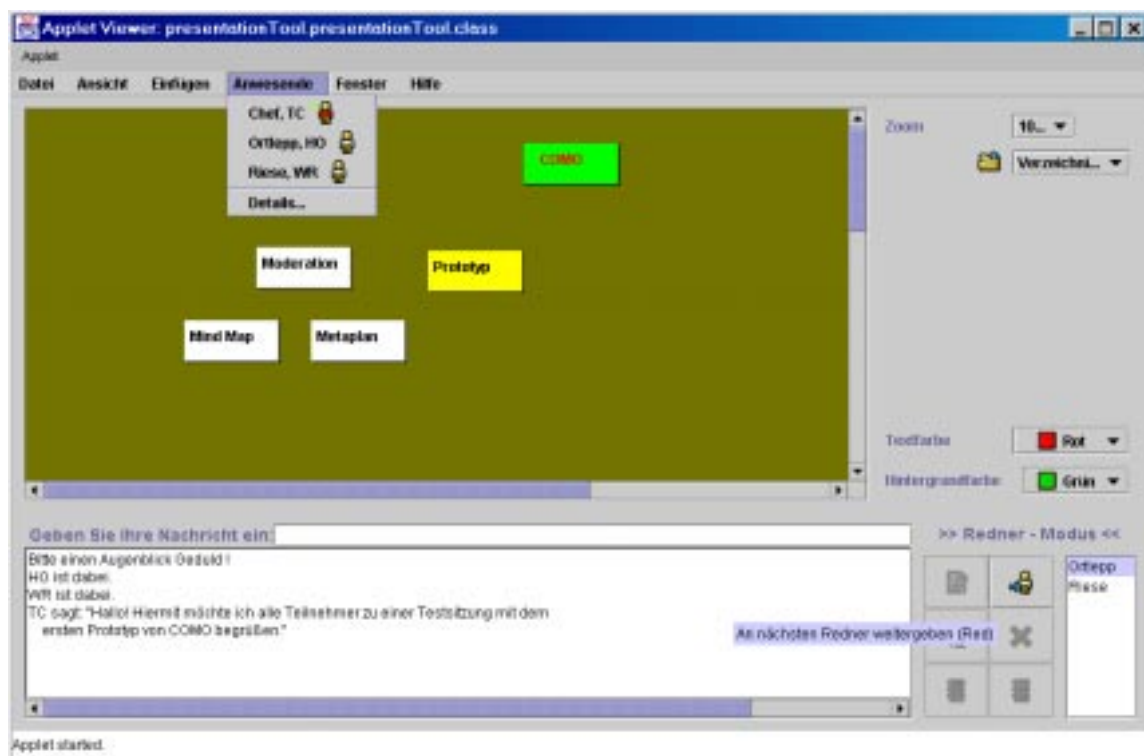 Applet Viewer: presentationTool.presentationTool.class
Applet
Datei Ansicht Einfügen Anwesende Fenster Hilfe
Chef, TC
Ortlepp, HO
Riese, WR
Details...
COMO
Moderation
Prototyp
Mind Map
Metaplan
Zoom 10...
Verzeichni...
Textfarbe Rot
Hintergrundfarbe Grün
Geben Sie Ihre Nachricht ein:
>> Redner - Modus <<
Bitte einen Augenblick Geduld !
HO ist dabei.
WR ist dabei.
TC sagt: "Hallo! Hiermit möchte ich alle Teilnehmer zu einer Testsitzung mit dem
ersten Prototyp von COMO begrüßen."
Ortlepp
Riese
An nächsten Redner weitergeben (Red)
Applet started.